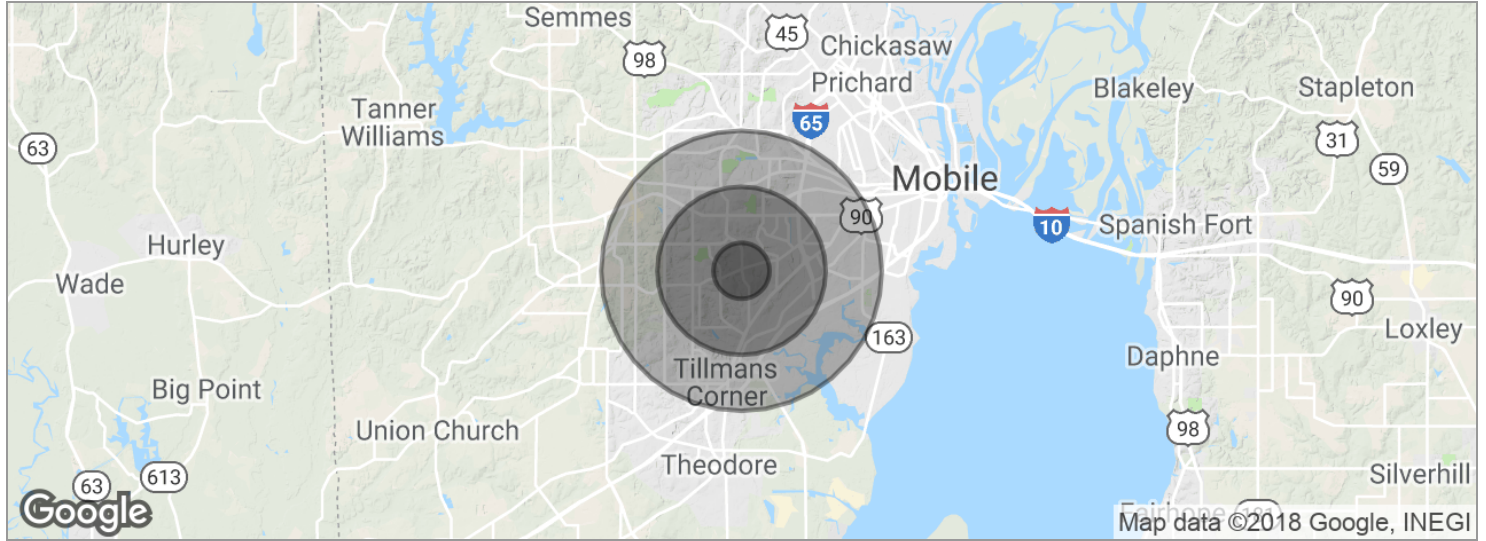 Semmes
45
Chickasaw
98
Prichard
Blakeley
Stapleton
Tanner
Williams
65
31
63
59
Mobile
90
10
Spanish Fort
Hurley
Wade
90
Loxley
163
Daphne
Tillmans
Corner
Big Point
Union Church
98
Theodore
Silverhill
613
63
Google
Fairhope
181
Map data ©2018 Google, INEGI